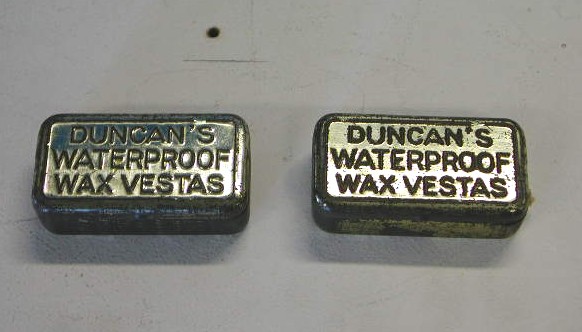 DUNCAN'S
WATERPROOF
WAX VESTAS
DUNCAN'S
WATERPROOF
WAX VESTAS